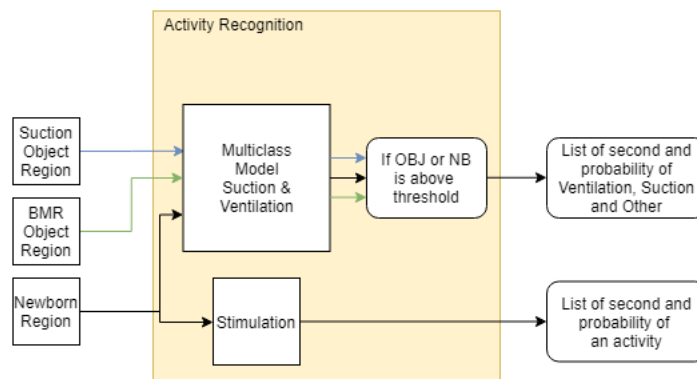 Activity Recognition
Suction
Object
Region
BMR
Object
Region
Newborn
Region
Multiclass
Model
Suction &
Ventilation
If OBJ or NB
is above
threshold
List of second and
probability of
Ventilation, Suction
and Other
Stimulation
List of second and
probability of
an activity